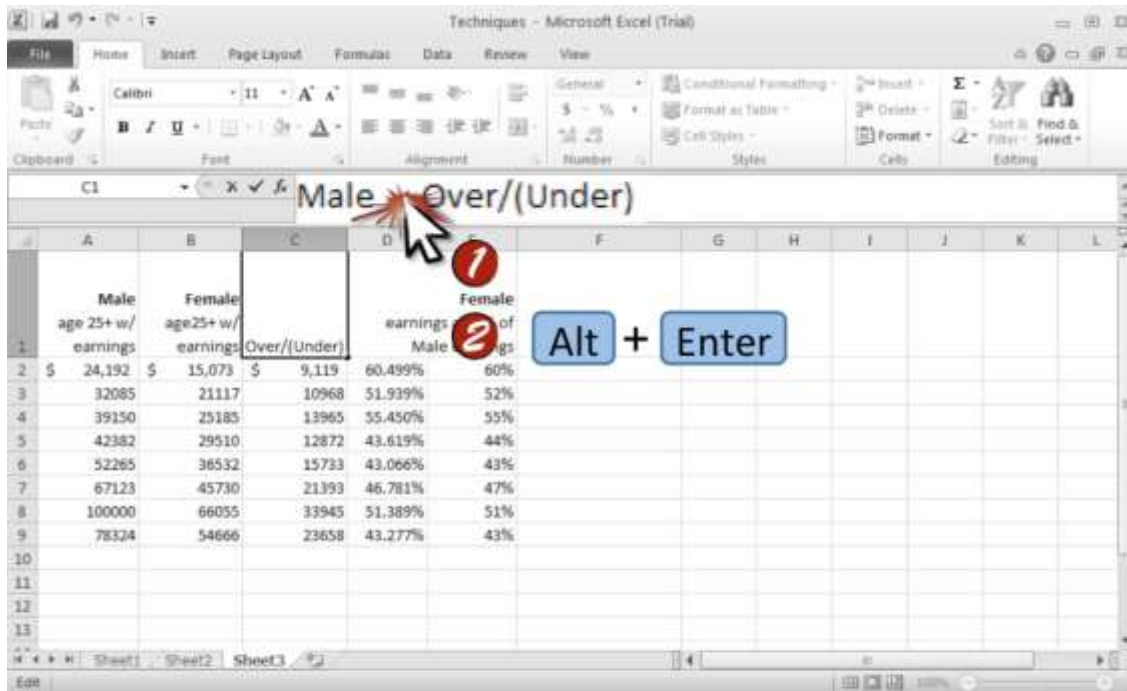 Techniques - Microsoft Excel (Trial)
File Home Insert Page Layout Formulas Data Review View
Calibri 11 A A General Conditional Formatting Insert Σ
Paste $ % , Format as Table Delete Sort & Find &
B I U A Cell Styles Format Filter Select
Clipboard Font Alignment Number Styles Cells Editing
C1 fx Male Over/(Under)
A B C D F G H I J K L
1
Male Female Female
age 25+ w/ age25+ w/ earnings of
2
1 earnings earnings Over/(Under) Male Alt + Enter
2 $ 24,192 $ 15,073 $ 9,119 60.499% 60%
3 32085 21117 10968 51.939% 52%
4 39150 25185 13965 55.450% 55%
5 42382 29510 12872 43.619% 44%
6 52265 36532 15733 43.066% 43%
7 67123 45730 21393 46.781% 47%
8 100000 66055 33945 51.389% 51%
9 78324 54666 23658 43.277% 43%
10
11
12
13
Sheet1 Sheet2 Sheet3
Edit 100%